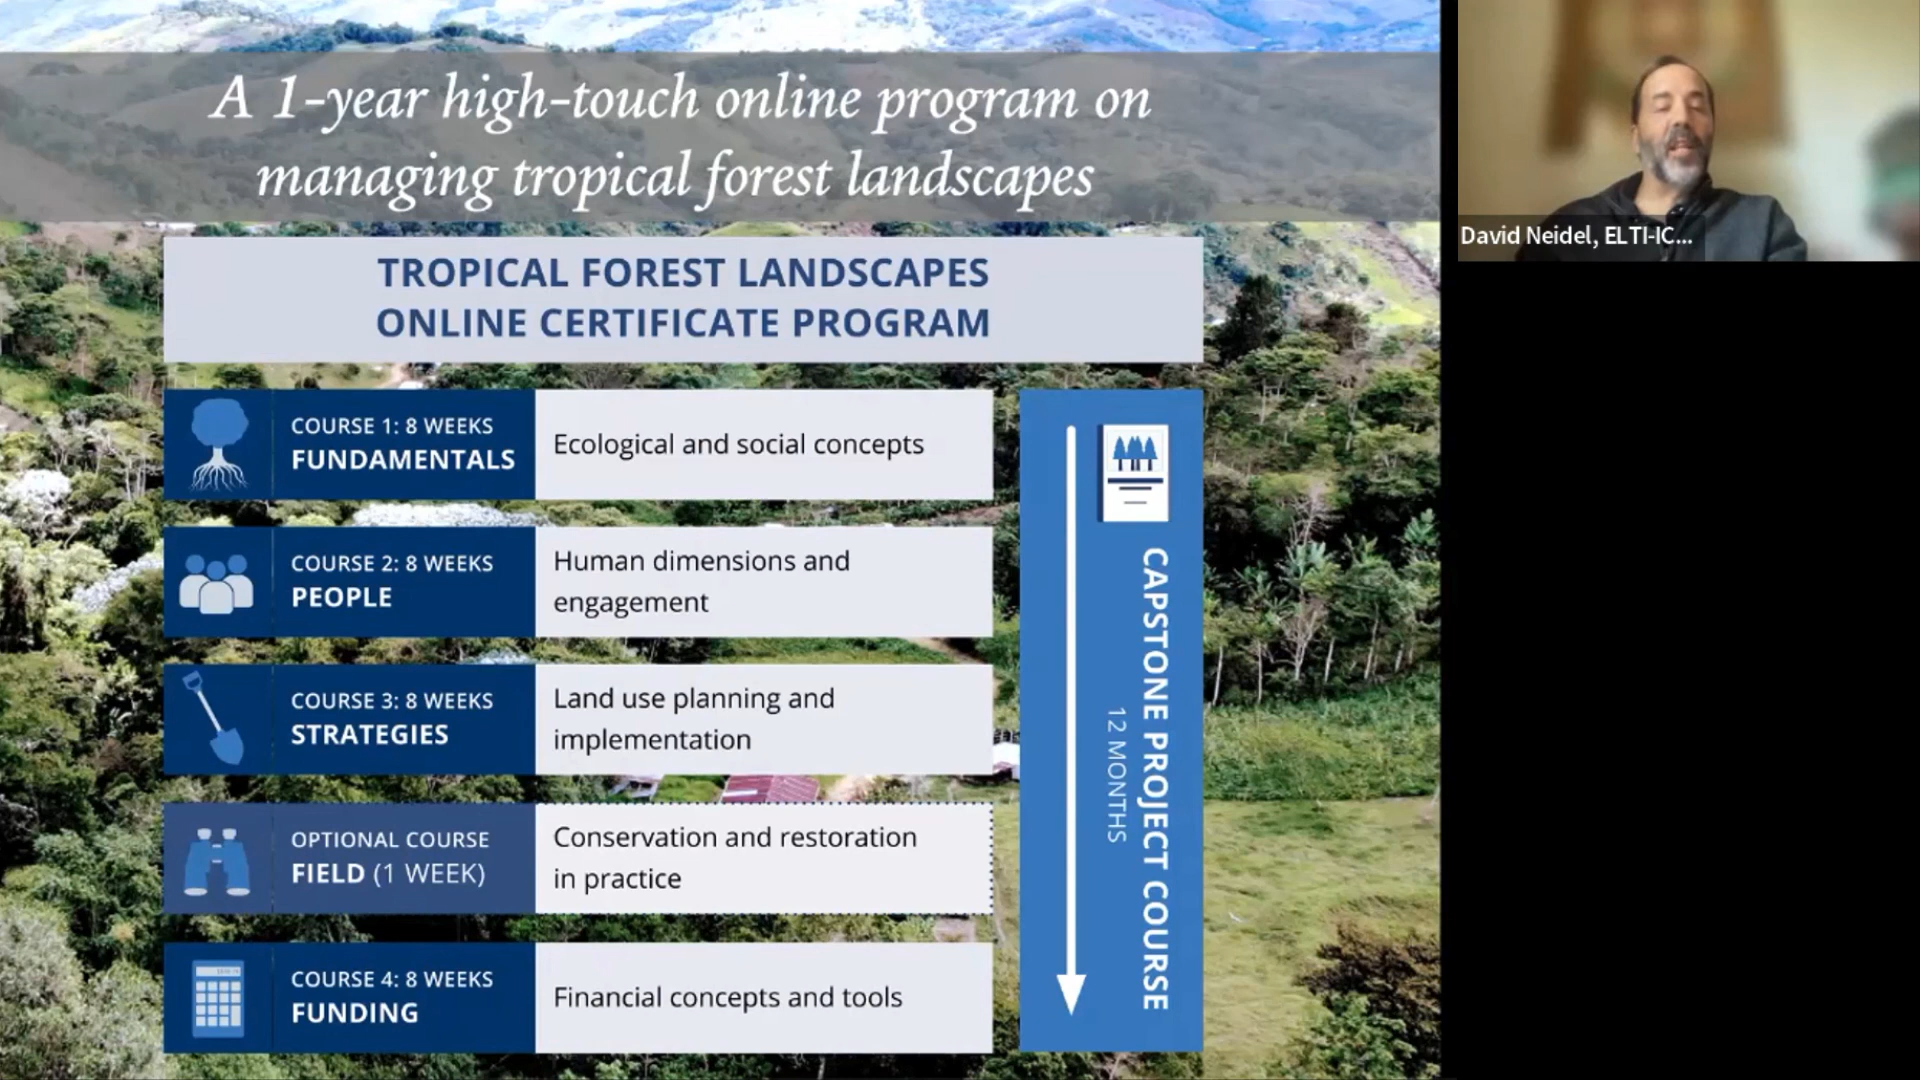 A 1-year high-touch online program on
managing tropical forest landscapes
TROPICAL FOREST LANDSCAPES
ONLINE CERTIFICATE PROGRAM
COURSE 1: 8 WEEKS
FUNDAMENTALS
Ecological and social concepts
COURSE 2: 8 WEEKS
PEOPLE
Human dimensions and
engagement
COURSE 3: 8 WEEKS
STRATEGIES
Land use planning and
implementation
OPTIONAL COURSE
FIELD (1 WEEK)
Conservation and restoration
in practice
COURSE 4: 8 WEEKS
FUNDING
Financial concepts and tools
CAPSTONE PROJECT COURSE
12 MONTHS
David Neidel, ELTI-IC...